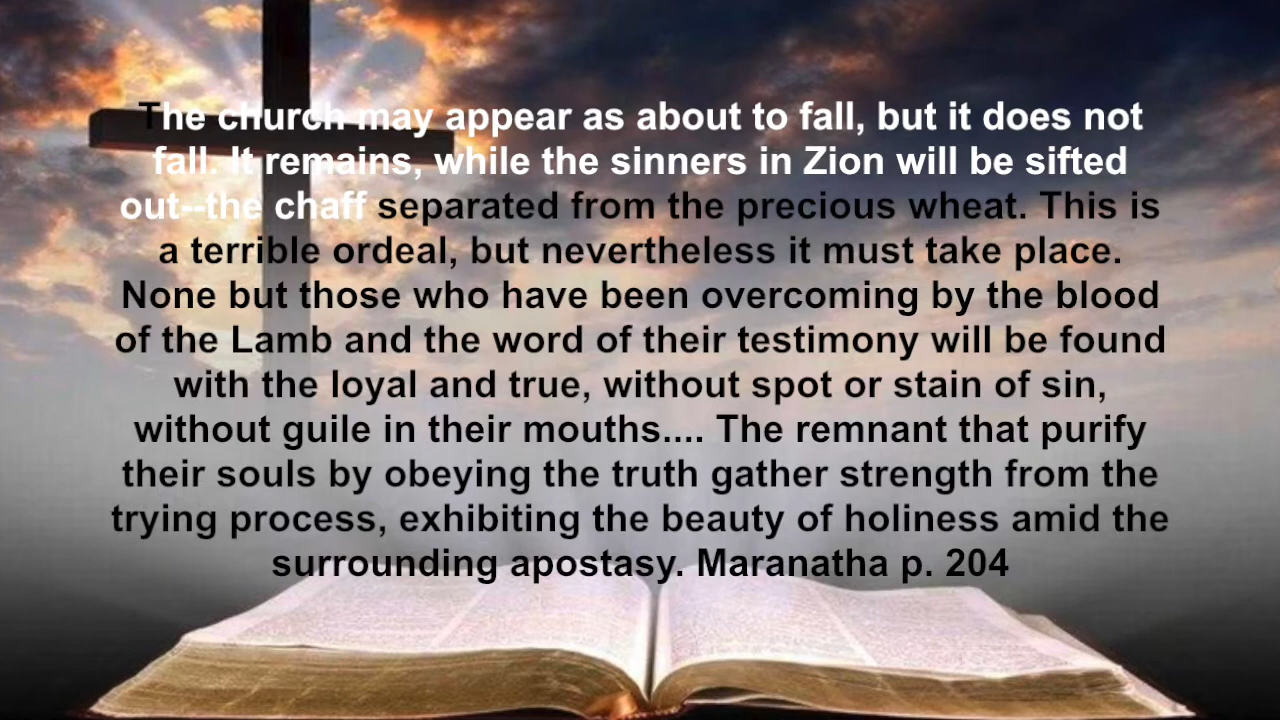 The church may appear as about to fall, but it does not
fall. It remains, while the sinners in Zion will be sifted
out--the chaff separated from the precious wheat. This is
a terrible ordeal, but nevertheless it must take place.
None but those who have been overcoming by the blood
of the Lamb and the word of their testimony will be found
with the loyal and true, without spot or stain of sin,
without guile in their mouths.... The remnant that purify
their souls by obeying the truth gather strength from the
trying process, exhibiting the beauty of holiness amid the
surrounding apostasy. Maranatha p. 204